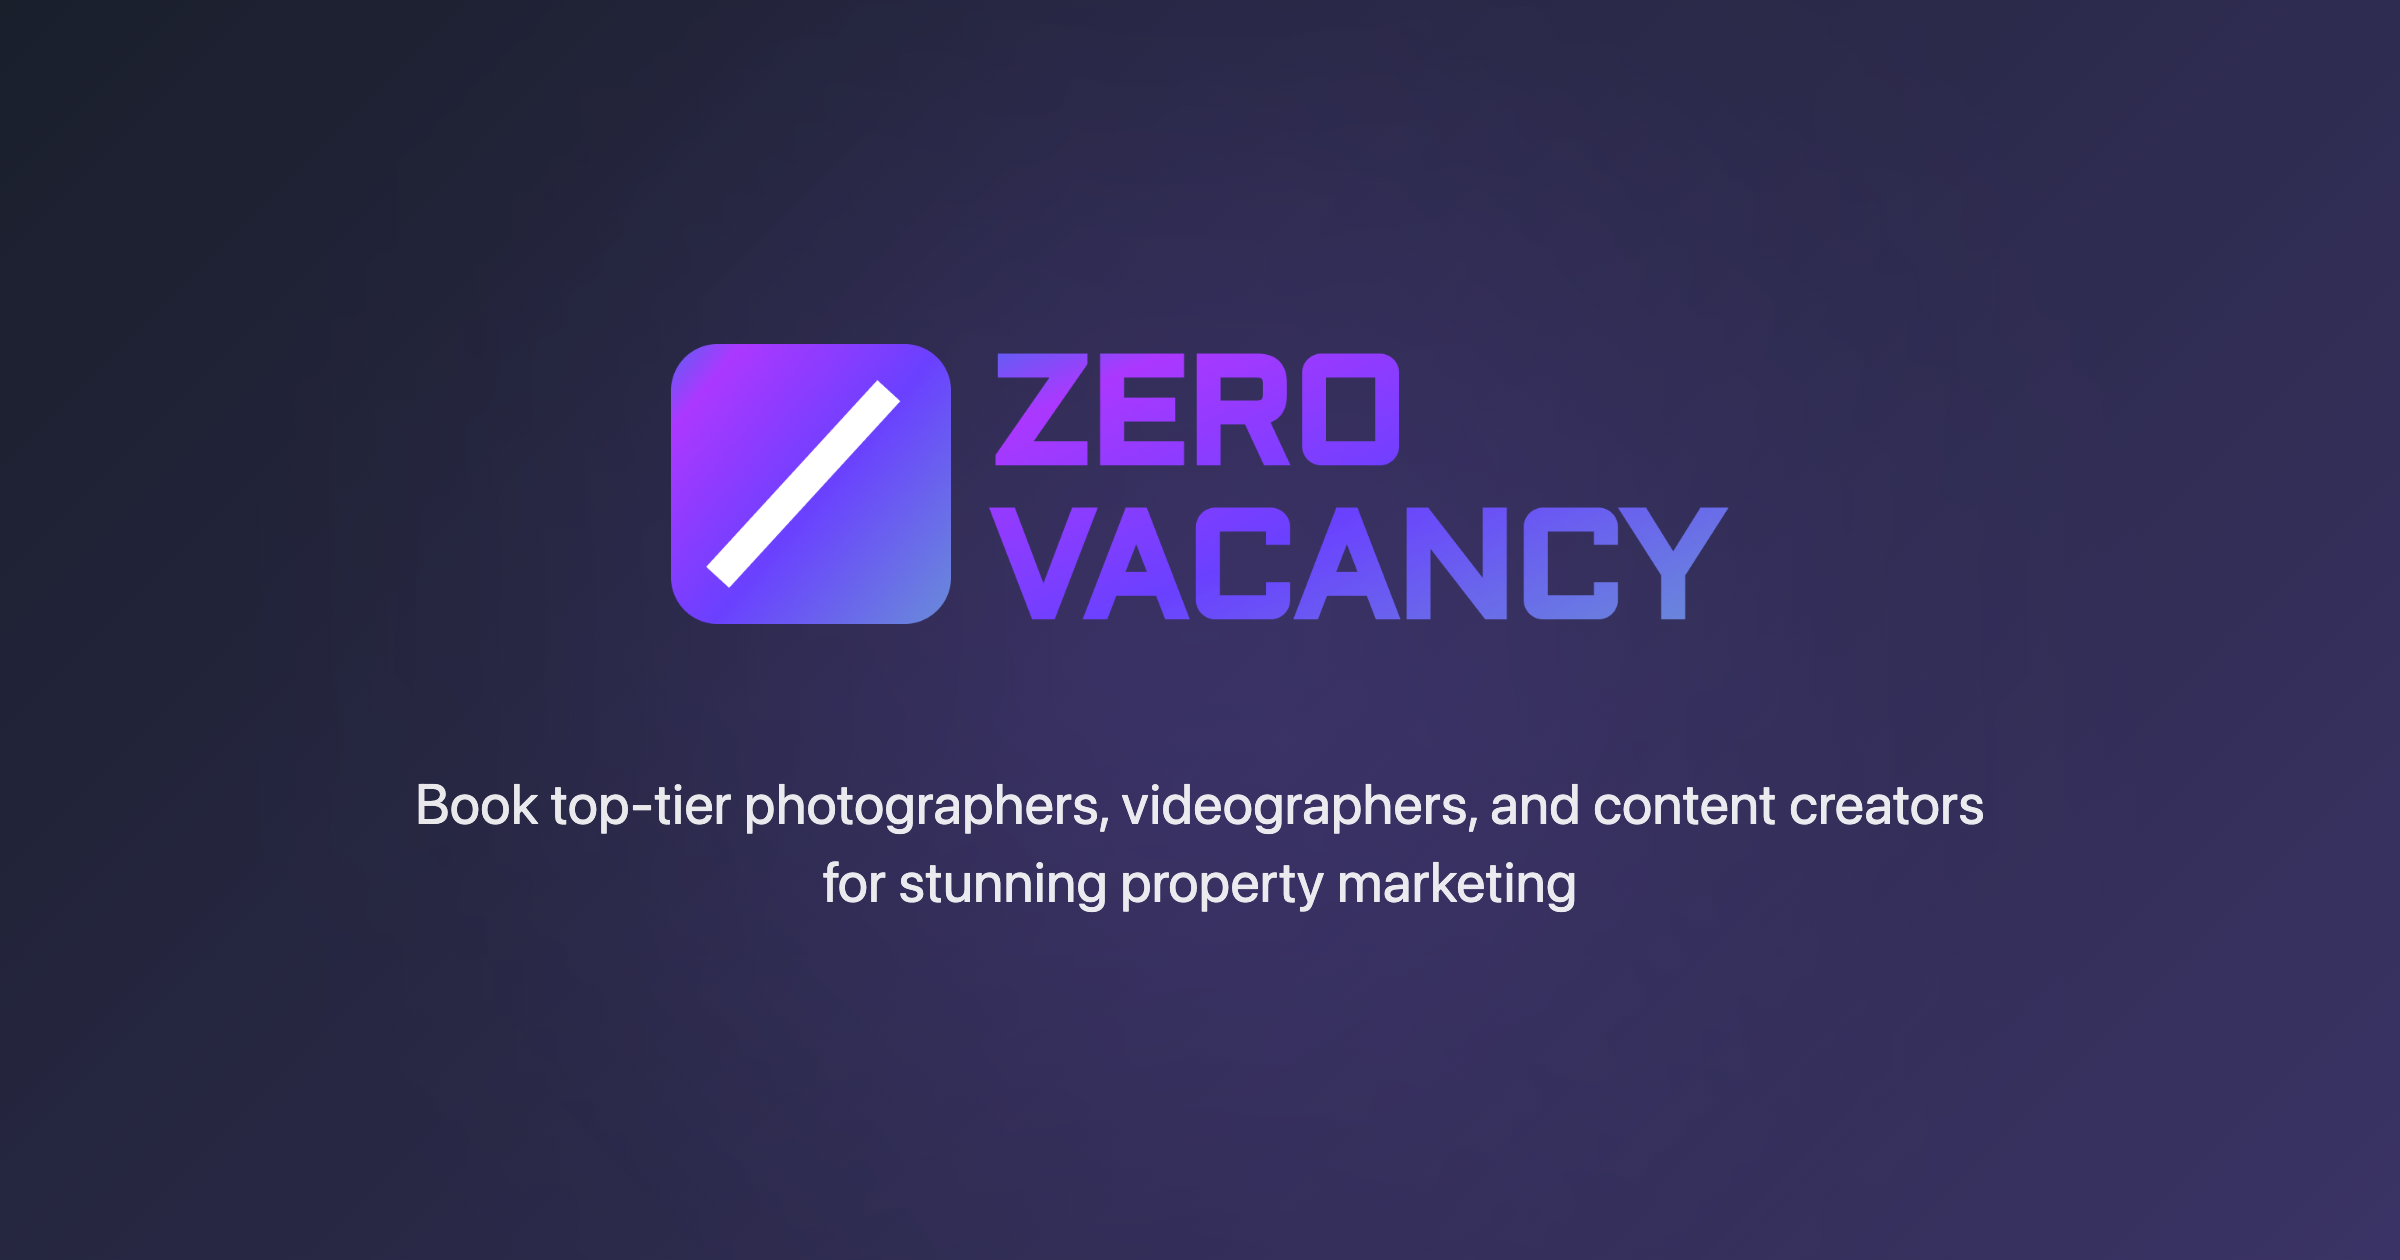 ZERO
VACANCY
Book top-tier photographers, videographers, and content creators
for stunning property marketing